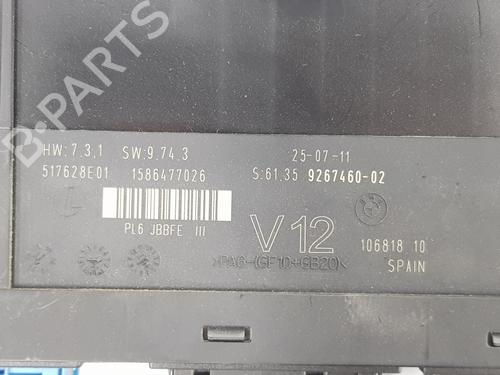 B-PARTS
HW:7,3,1 SW:9,74,3 25-07-11
517628E01 1586477026 S:61,35 9267460-02
PL6 JBBFE III
V12
106818 10
>PA6-(GF10+GB20)<
SPAIN